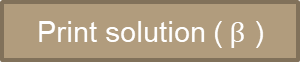 Print solution ( β )